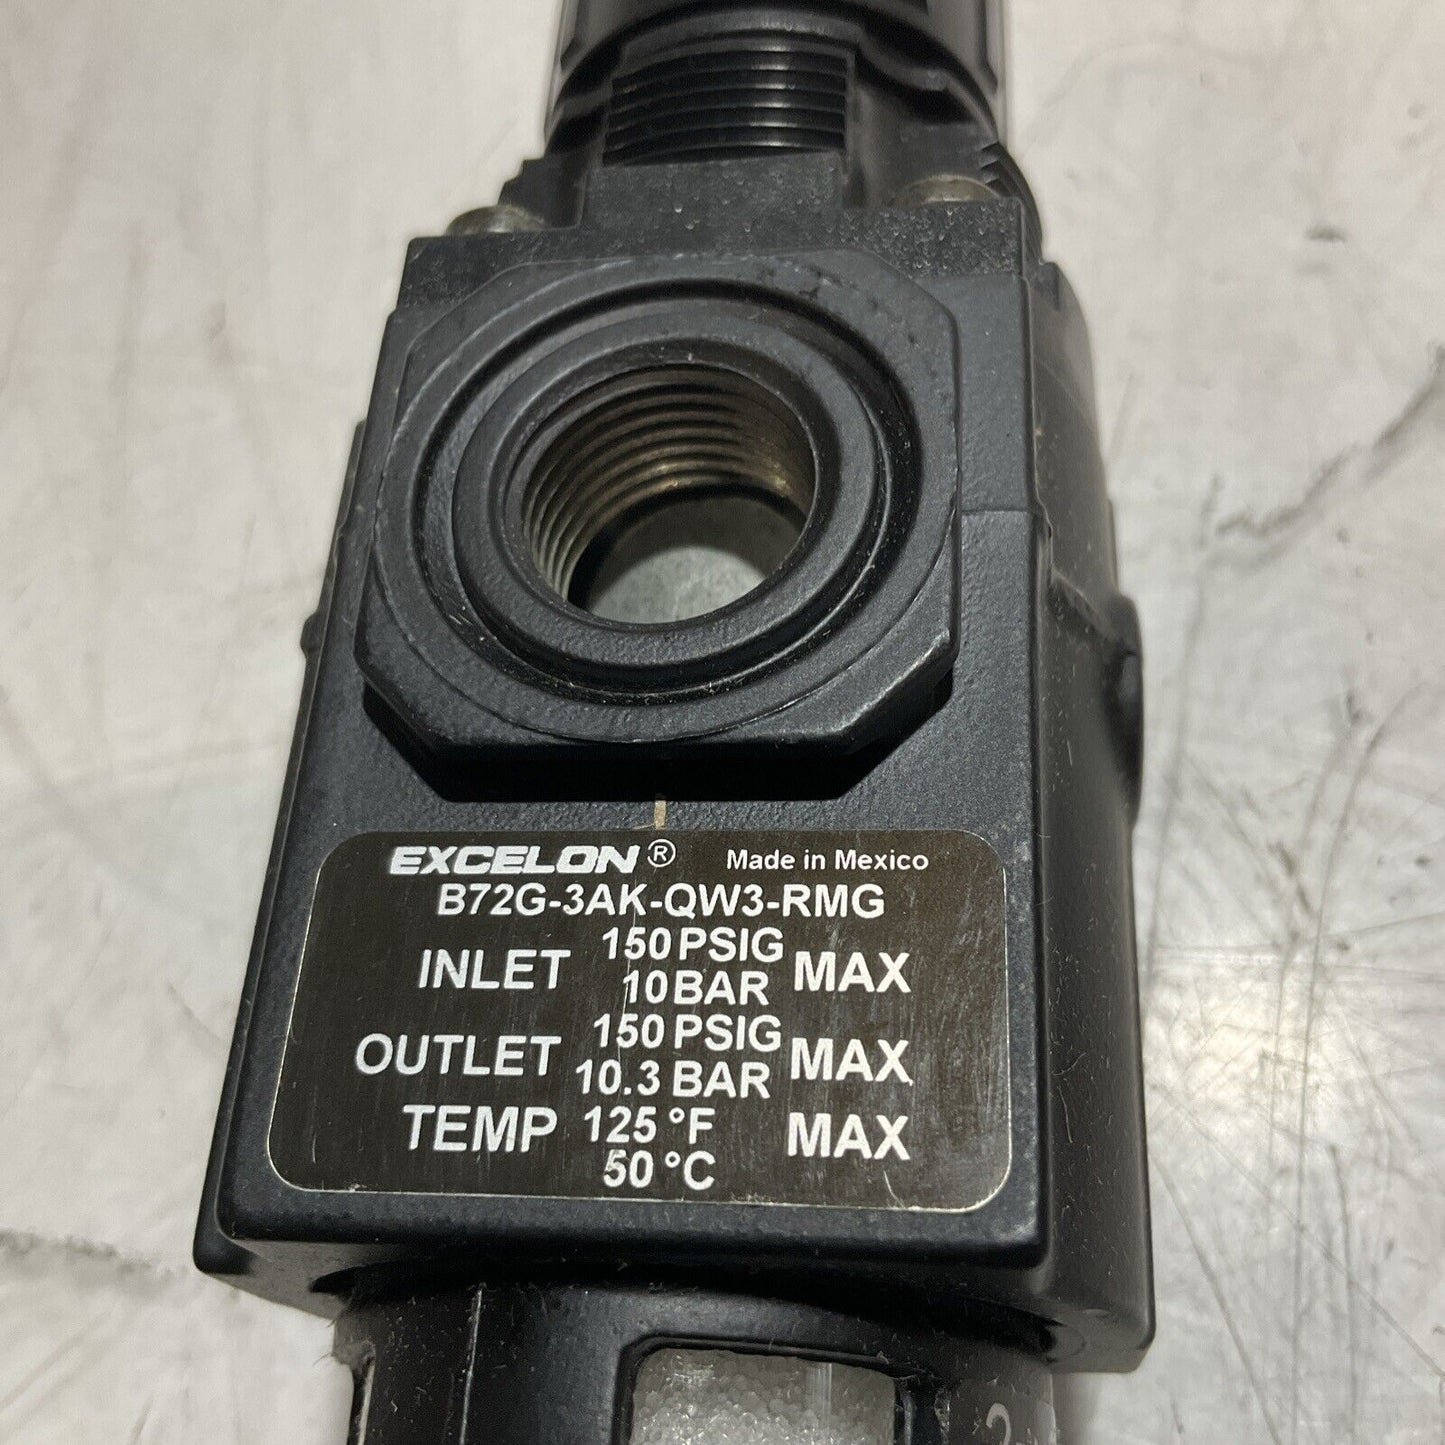 EXCELON® Made in Mexico
B72G-3AK-QW3-RMG
INLET 150 PSIG 10 BAR MAX
OUTLET 150 PSIG 10.3 BAR MAX
TEMP 125 °F 50 °C MAX
2